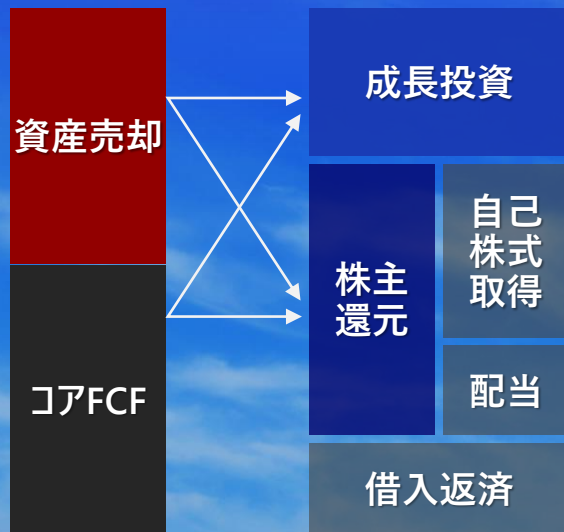 資産売却
コアFCF
成長投資
株主
還元
自己
株式
取得
配当
借入返済